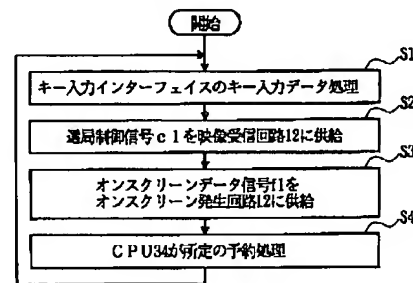 開始
S1
キー入力インターフェイスのキー入力データ処理
S2
選局制御信号c1を映像受信回路12に供給
S3
オンスクリーンデータ信号f1を
オンスクリーン発生回路12に供給
S4
CPU34が所定の予約処理